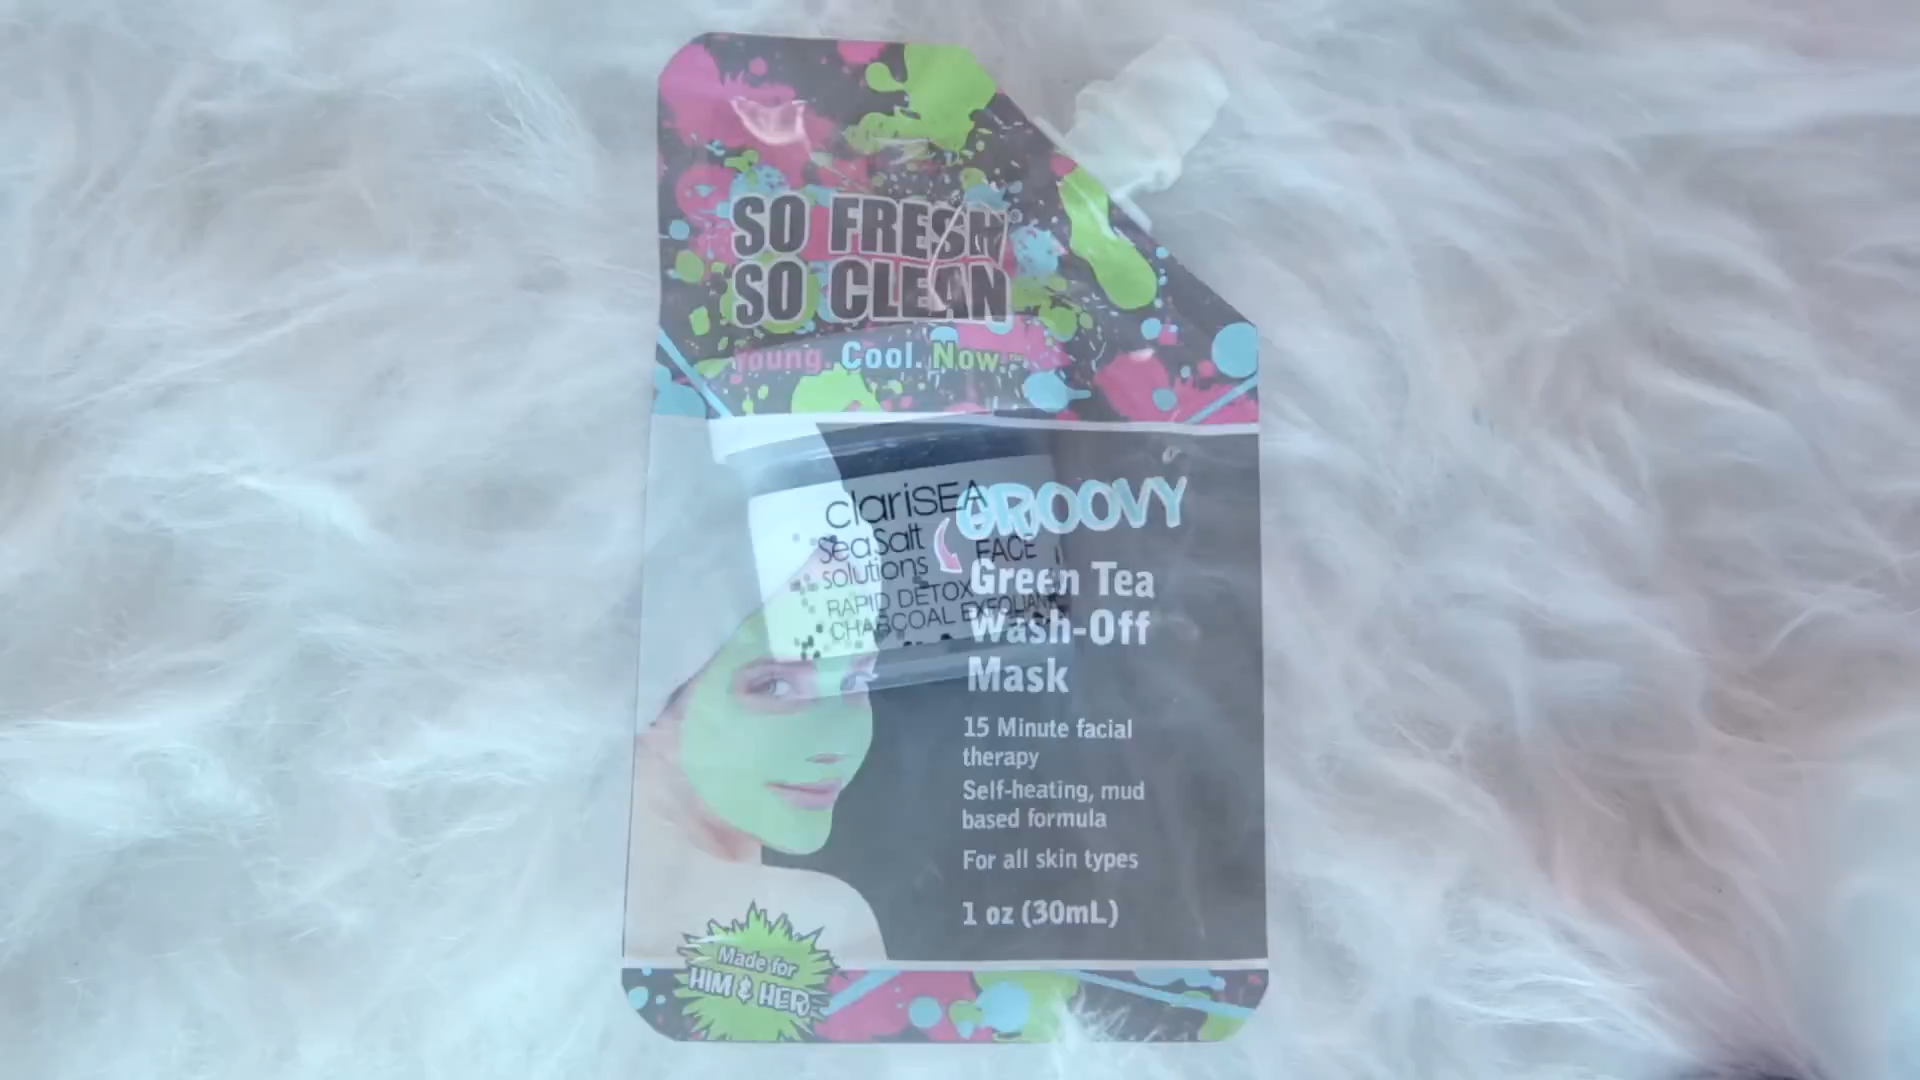 SO FRESH®
SO CLEAN
Young. Cool. Now.™
clariSEA
SeaSalt
solutions
FACE
RAPID DETOX
CHARCOAL EXFOLIANT
GROOVY
Green Tea
Wash-Off
Mask
15 Minute facial
therapy
Self-heating, mud
based formula
For all skin types
1 oz (30mL)
Made for
HIM & HER